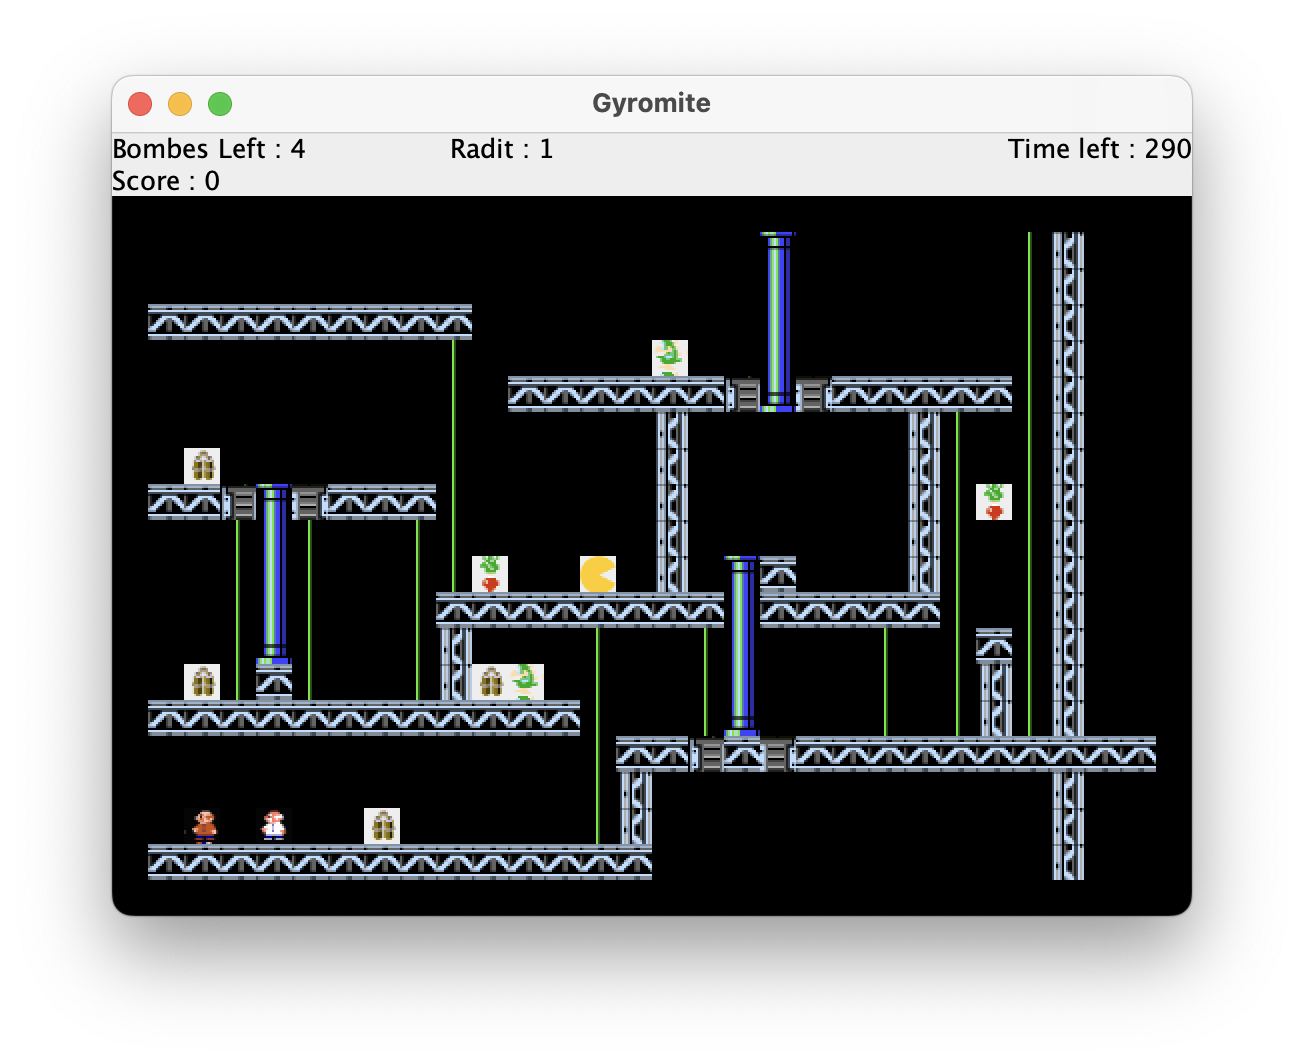 Gyromite
Bombes Left : 4 Radit : 1 Time left : 290
Score : 0